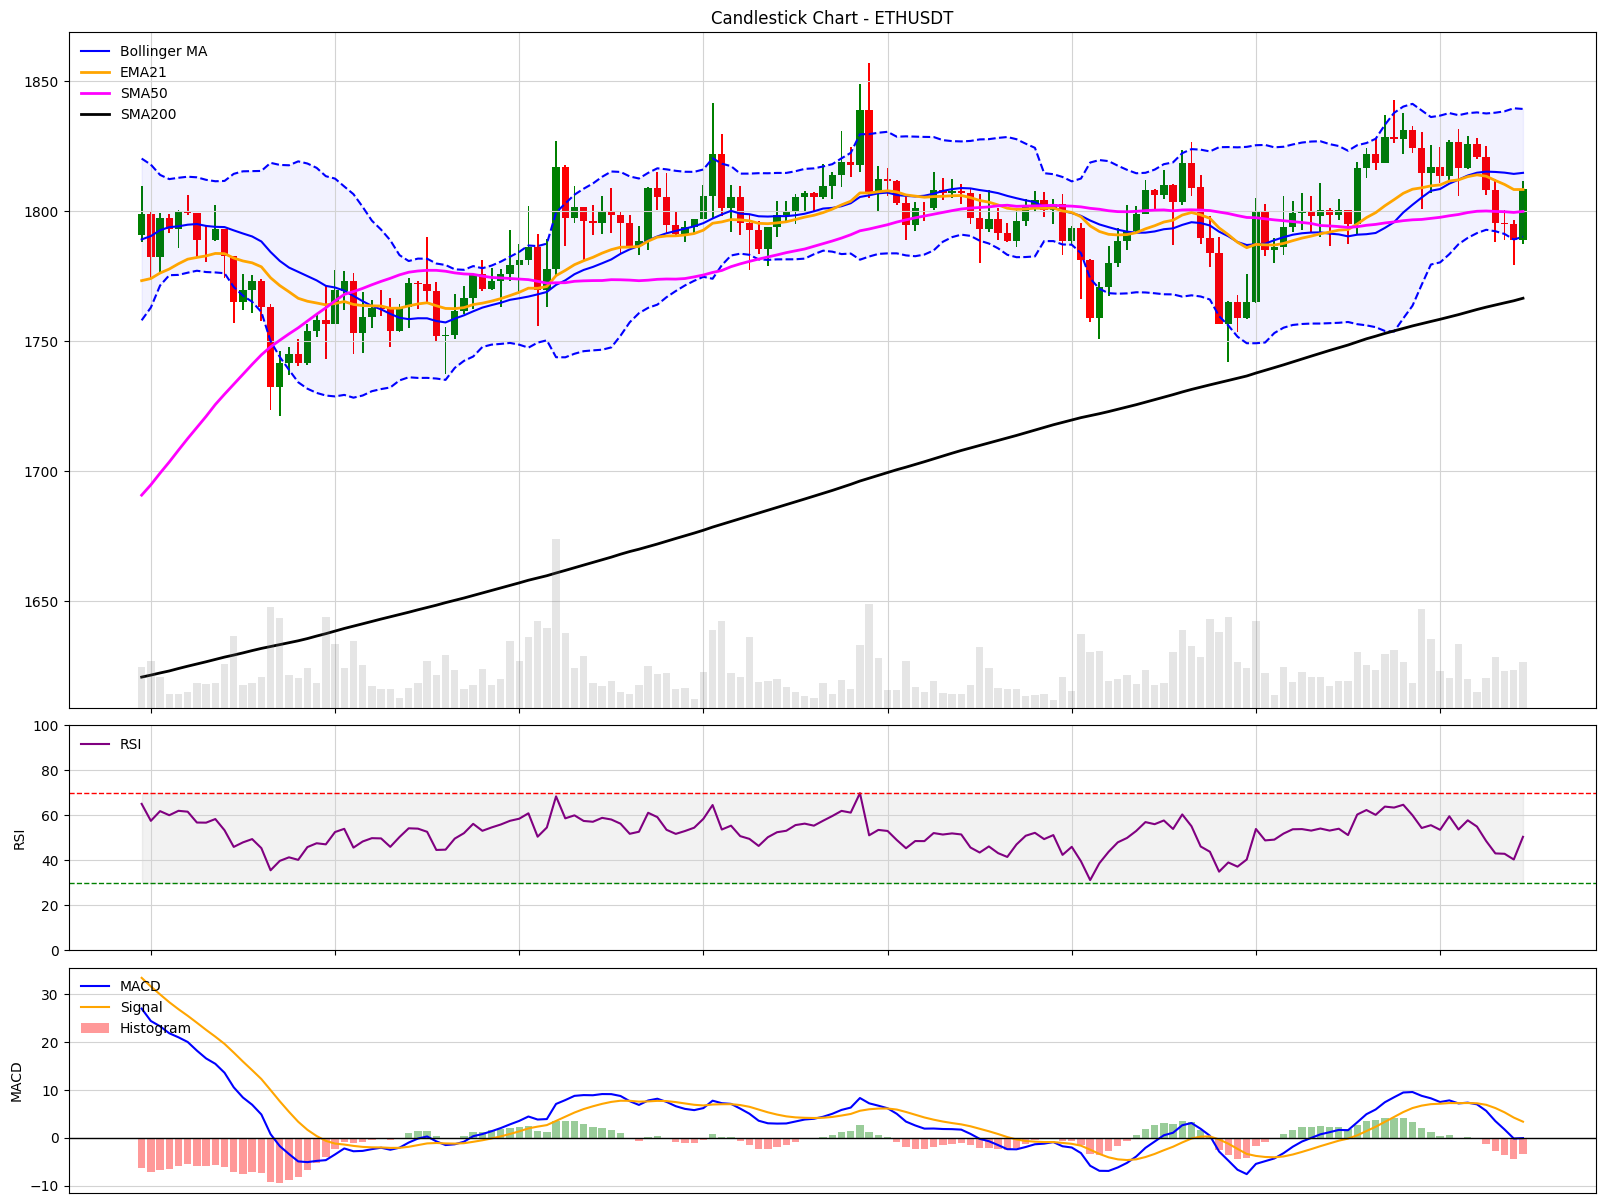 Candlestick Chart - ETHUSDT
Bollinger MA
EMA21
SMA50
SMA200
1850
1800
1750
1700
1650
RSI
RSI
100
80
60
40
20
0
MACD
Signal
Histogram
MACD
30
20
10
0
−10